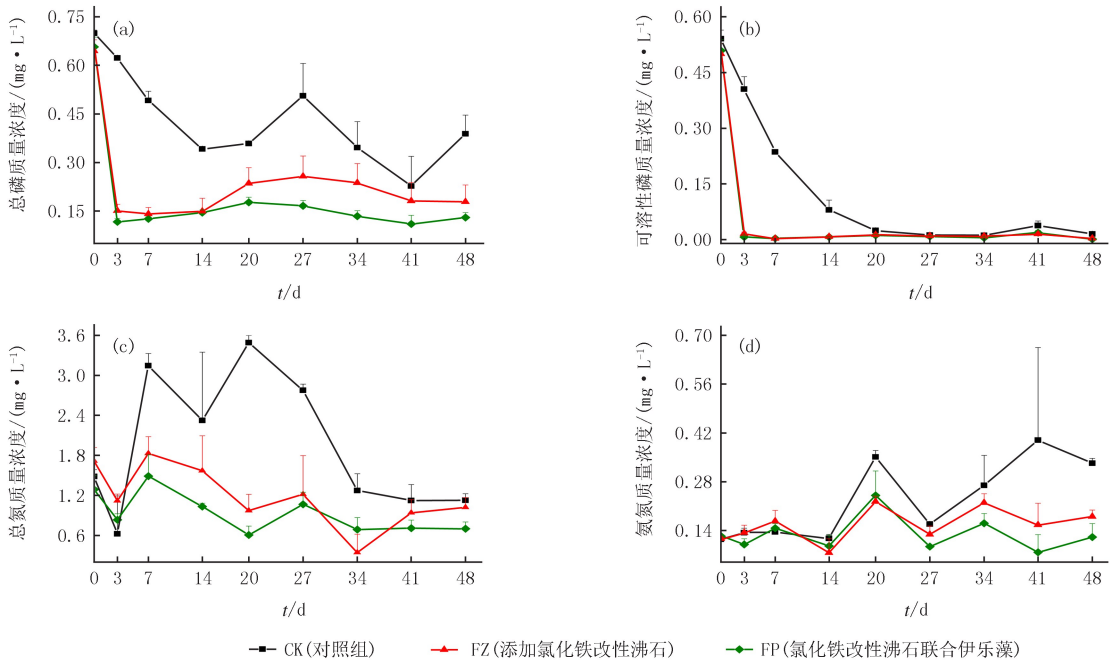 (a)
总磷质量浓度/(mg·L⁻¹)
0.75
0.60
0.45
0.30
0.15
0 3 7 14 20 27 34 41 48
t/d
(b)
可溶性磷质量浓度/(mg·L⁻¹)
0.60
0.45
0.30
0.15
0.00
0 3 7 14 20 27 34 41 48
t/d
(c)
总氮质量浓度/(mg·L⁻¹)
3.6
3.0
2.4
1.8
1.2
0.6
0 3 7 14 20 27 34 41 48
t/d
(d)
氨氮质量浓度/(mg·L⁻¹)
0.70
0.56
0.42
0.28
0.14
0 3 7 14 20 27 34 41 48
t/d
CK(对照组) FZ(添加氯化铁改性沸石) FP(氯化铁改性沸石联合伊乐藻)